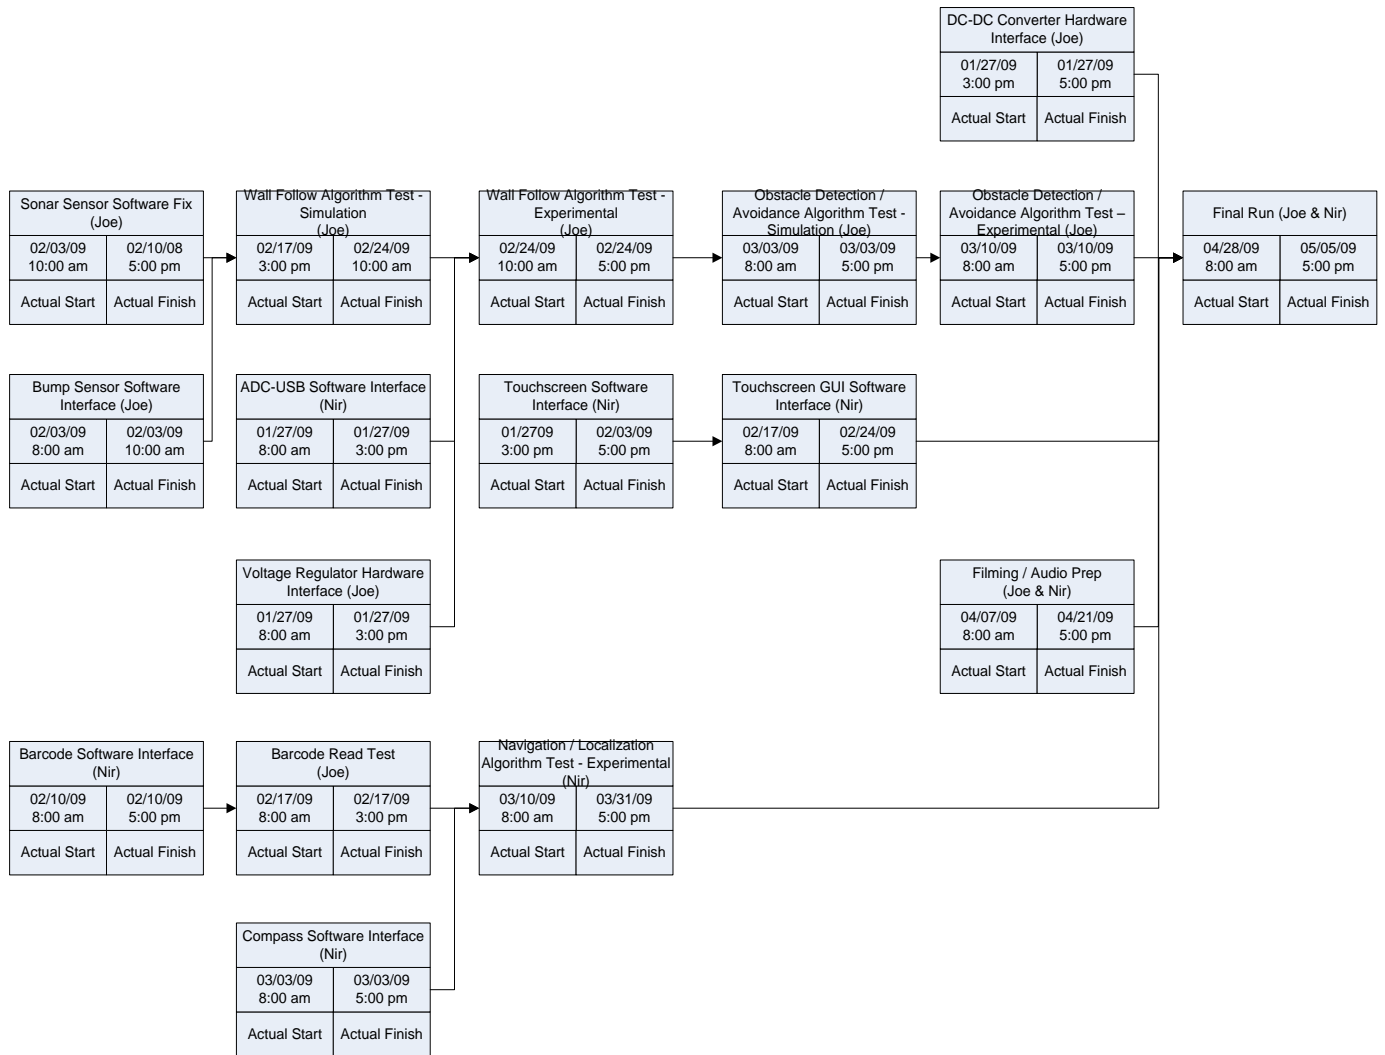 DC-DC Converter Hardware
Interface (Joe)
01/27/09
3:00 pm
01/27/09
5:00 pm
Actual Start
Actual Finish
Sonar Sensor Software Fix
(Joe)
02/03/09
10:00 am
02/10/08
5:00 pm
Actual Start
Actual Finish
Wall Follow Algorithm Test -
Simulation
(Joe)
02/17/09
3:00 pm
02/24/09
10:00 am
Actual Start
Actual Finish
Wall Follow Algorithm Test -
Experimental
(Joe)
02/24/09
10:00 am
02/24/09
5:00 pm
Actual Start
Actual Finish
Obstacle Detection /
Avoidance Algorithm Test -
Simulation (Joe)
03/03/09
8:00 am
03/03/09
5:00 pm
Actual Start
Actual Finish
Obstacle Detection /
Avoidance Algorithm Test –
Experimental (Joe)
03/10/09
8:00 am
03/10/09
5:00 pm
Actual Start
Actual Finish
Final Run (Joe & Nir)
04/28/09
8:00 am
05/05/09
5:00 pm
Actual Start
Actual Finish
Bump Sensor Software
Interface (Joe)
02/03/09
8:00 am
02/03/09
10:00 am
Actual Start
Actual Finish
ADC-USB Software Interface
(Nir)
01/27/09
8:00 am
01/27/09
3:00 pm
Actual Start
Actual Finish
Touchscreen Software
Interface (Nir)
01/2709
3:00 pm
02/03/09
5:00 pm
Actual Start
Actual Finish
Touchscreen GUI Software
Interface (Nir)
02/17/09
8:00 am
02/24/09
5:00 pm
Actual Start
Actual Finish
Voltage Regulator Hardware
Interface (Joe)
01/27/09
8:00 am
01/27/09
3:00 pm
Actual Start
Actual Finish
Filming / Audio Prep
(Joe & Nir)
04/07/09
8:00 am
04/21/09
5:00 pm
Actual Start
Actual Finish
Barcode Software Interface
(Nir)
02/10/09
8:00 am
02/10/09
5:00 pm
Actual Start
Actual Finish
Barcode Read Test
(Joe)
02/17/09
8:00 am
02/17/09
3:00 pm
Actual Start
Actual Finish
Navigation / Localization
Algorithm Test - Experimental
(Nir)
03/10/09
8:00 am
03/31/09
5:00 pm
Actual Start
Actual Finish
Compass Software Interface
(Nir)
03/03/09
8:00 am
03/03/09
5:00 pm
Actual Start
Actual Finish